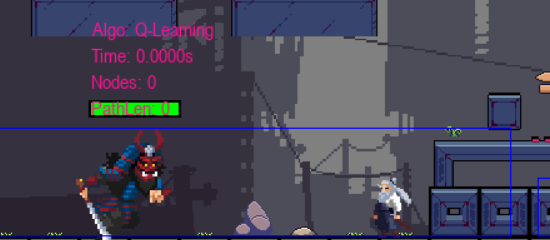 Algo: Q-Learning
Time: 0.0000s
Nodes: 0
PathLen: 0